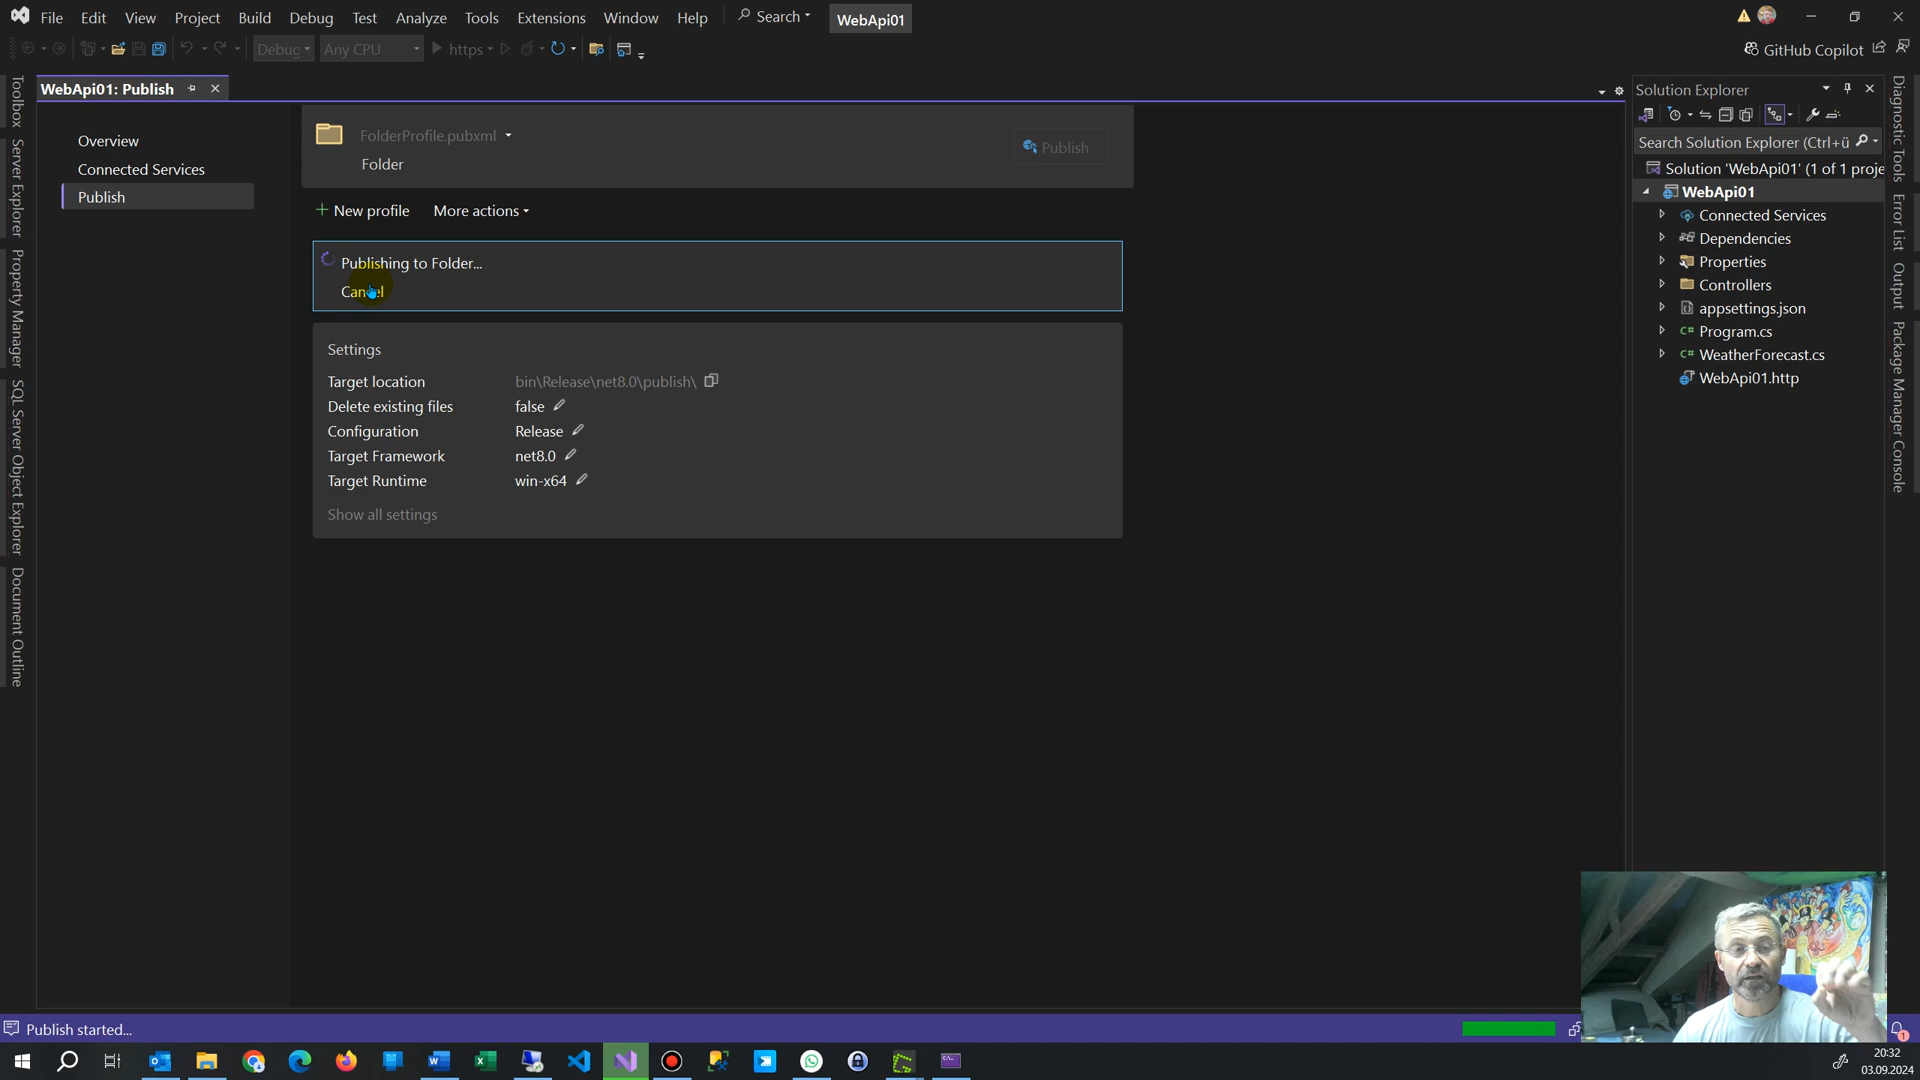 File Edit View Project Build Debug Test Analyze Tools Extensions Window Help Search WebApi01
Debug Any CPU https GitHub Copilot
WebApi01: Publish
Toolbox
Server Explorer
Property Manager
SQL Server Object Explorer
Document Outline
Overview
Connected Services
Publish
FolderProfile.pubxml
Folder
Publish
New profile More actions
Publishing to Folder...
Cancel
Settings
Target location bin\Release\net8.0\publish\
Delete existing files false
Configuration Release
Target Framework net8.0
Target Runtime win-x64
Show all settings
Solution Explorer
Search Solution Explorer (Ctrl+ü
Solution 'WebApi01' (1 of 1 proje
WebApi01
Connected Services
Dependencies
Properties
Controllers
appsettings.json
C# Program.cs
C# WeatherForecast.cs
WebApi01.http
Diagnostic Tools
Error List
Output
Package Manager Console
Publish started...
20:32
03.09.2024